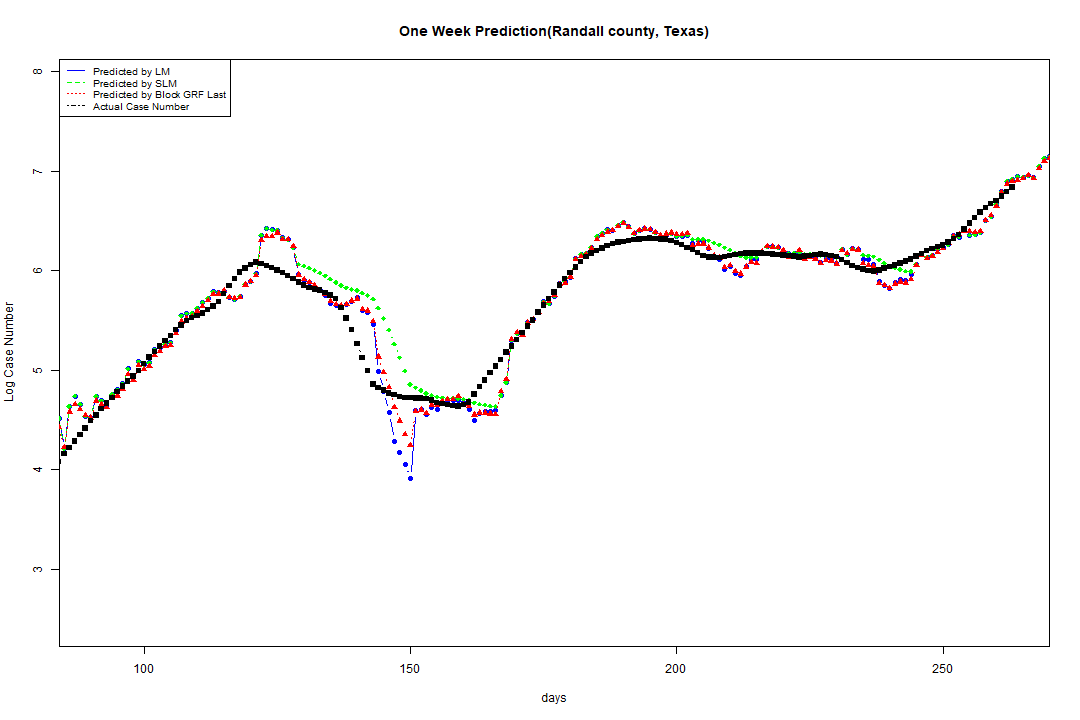 One Week Prediction(Randall county, Texas)
Predicted by LM
Predicted by SLM
Predicted by Block GRF Last
Actual Case Number
8
7
6
5
4
3
Log Case Number
100 150 200 250
days